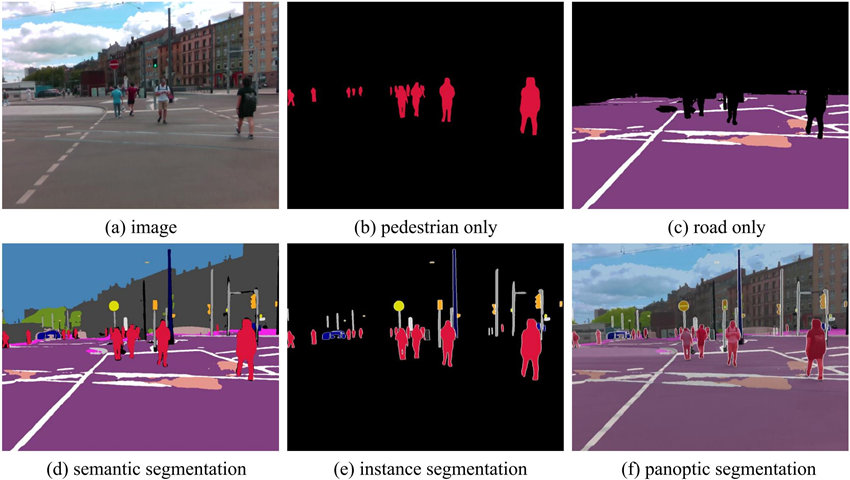 (a) image
(b) pedestrian only
(c) road only
(d) semantic segmentation
(e) instance segmentation
(f) panoptic segmentation